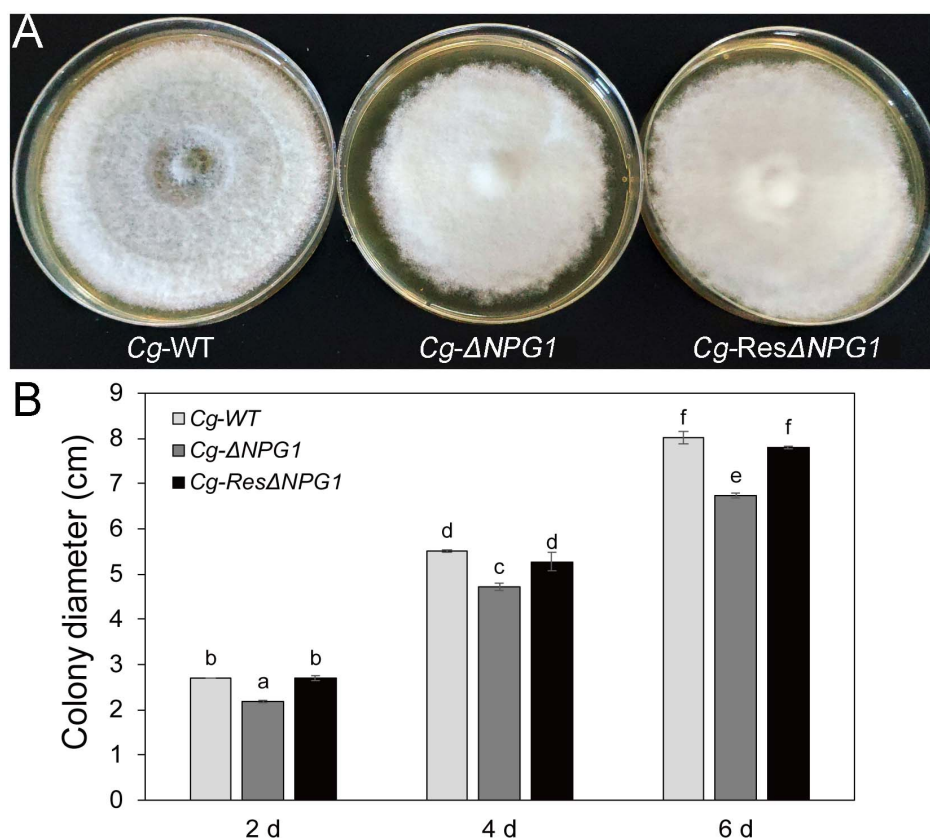 A
Cg-WT
Cg-ΔNPG1
Cg-ResΔNPG1
B
Colony diameter (cm)
9
8
7
6
5
4
3
2
1
0
Cg-WT
Cg-ΔNPG1
Cg-ResΔNPG1
b a b
d c d
f e f
2 d 4 d 6 d